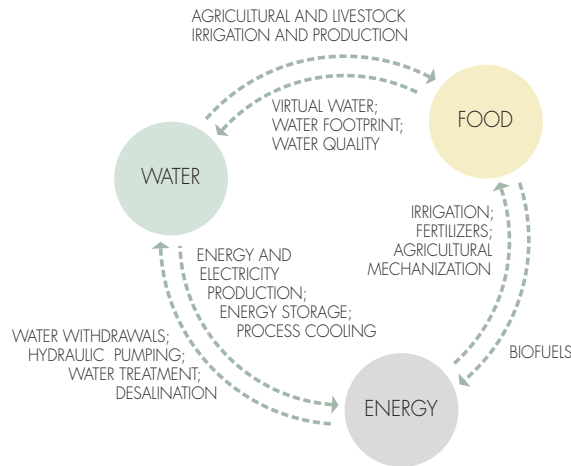 AGRICULTURAL AND LIVESTOCK
IRRIGATION AND PRODUCTION
VIRTUAL WATER;
WATER FOOTPRINT;
WATER QUALITY
FOOD
WATER
IRRIGATION;
FERTILIZERS;
AGRICULTURAL
MECHANIZATION
ENERGY AND
ELECTRICITY
PRODUCTION;
ENERGY STORAGE;
PROCESS COOLING
WATER WITHDRAWALS;
HYDRAULIC PUMPING;
WATER TREATMENT;
DESALINATION
BIOFUELS
ENERGY